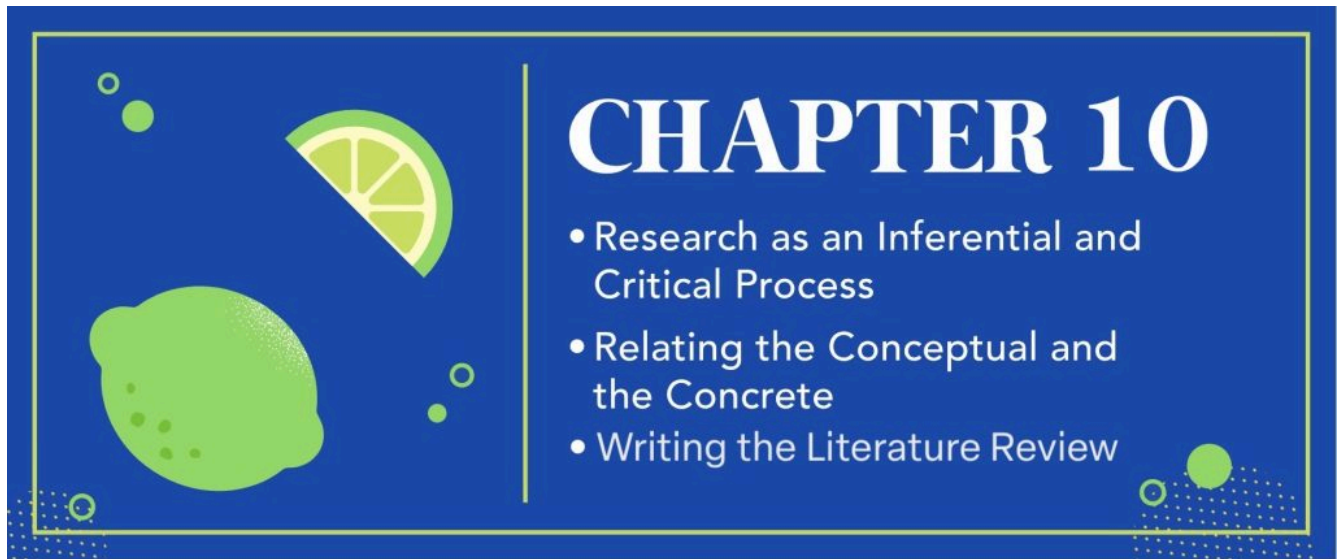 CHAPTER 10
• Research as an Inferential and
Critical Process
• Relating the Conceptual and
the Concrete
• Writing the Literature Review